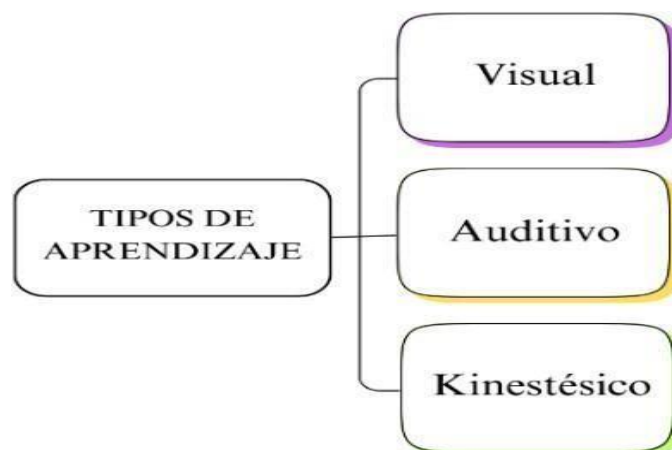 TIPOS DE
APRENDIZAJE
Visual
Auditivo
Kinestésico